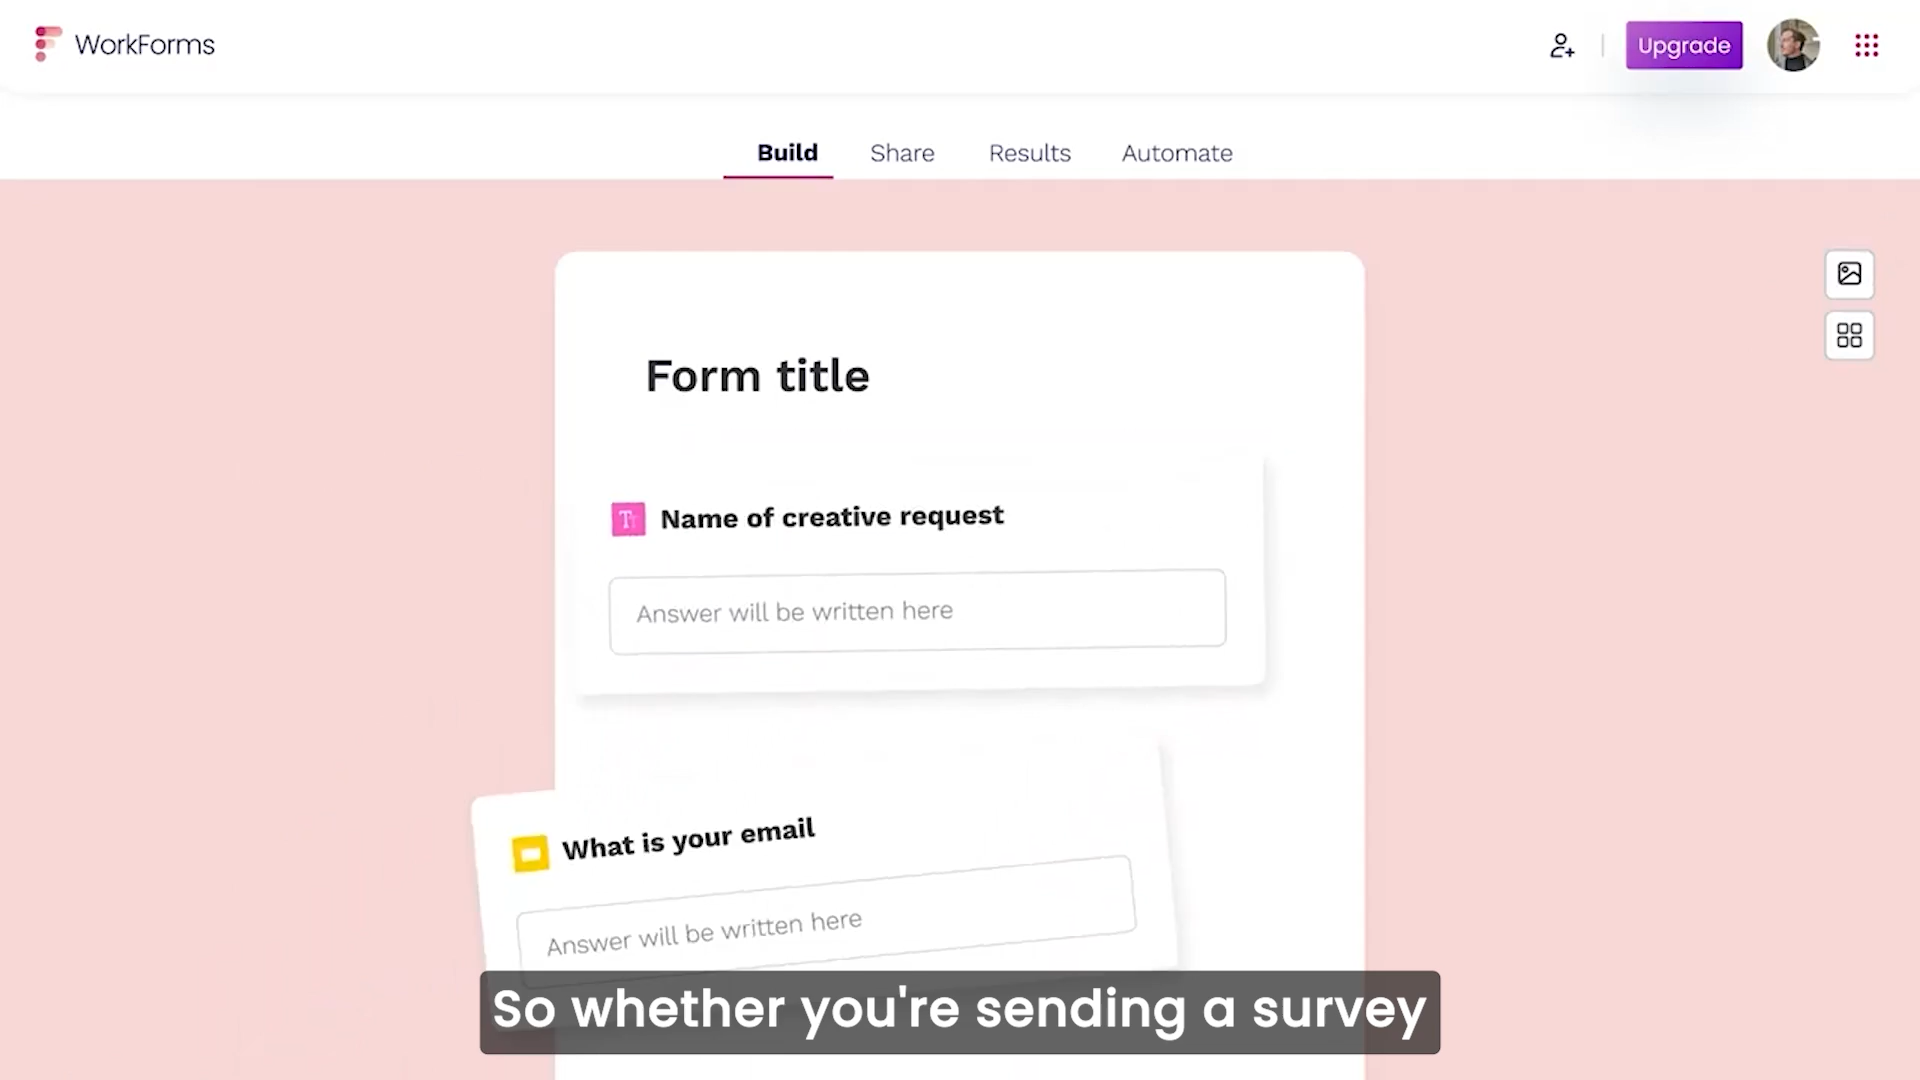 WorkForms
Upgrade
Build Share Results Automate
Form title
Name of creative request
Answer will be written here
What is your email
Answer will be written here
So whether you're sending a survey